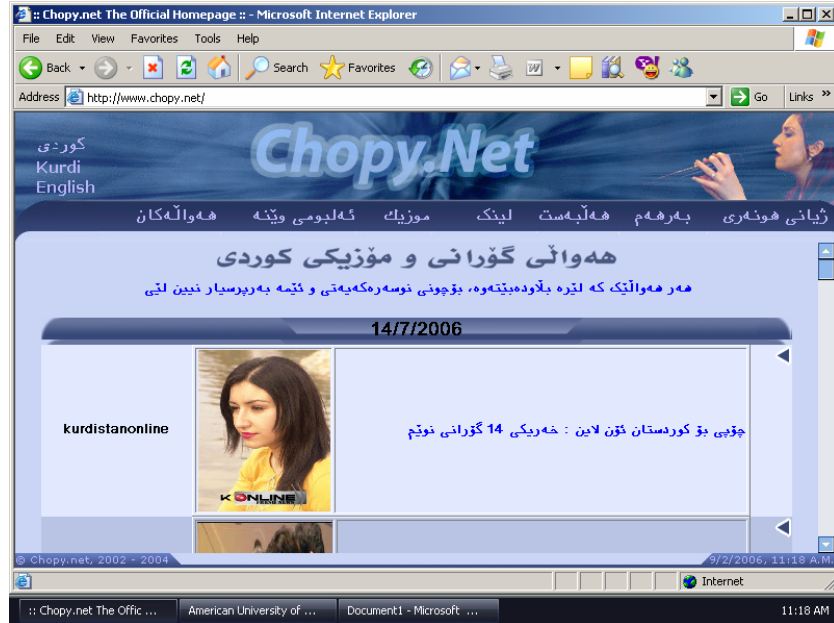 :: Chopy.net The Official Homepage :: - Microsoft Internet Explorer
File Edit View Favorites Tools Help
Back Search Favorites
Address http://www.chopy.net/ Go Links »
كوردی
Kurdi
English
Chopy.Net
ژیانی هونەری بەرهەم هەڵبەست لینک موزیك ئەلبومی وێنە هەواڵەکان
هەواڵی گۆرانی و مۆزیکی کوردی
هەر هەواڵێک کە لێرە بڵاودەبێتەوە، بۆچونی نوسەرەکەیەتی و ئێمە بەرپرسیار نیین لێی
14/7/2006
kurdistanonline
K ONLINE
چۆپی بۆ کوردستان ئۆن لاین : خەریکی 14 گۆرانی نوێم
© Chopy.net, 2002 - 2004
9/2/2006, 11:18 A.M.
Internet
:: Chopy.net The Offic ...
American University of ...
Document1 - Microsoft ...
11:18 AM